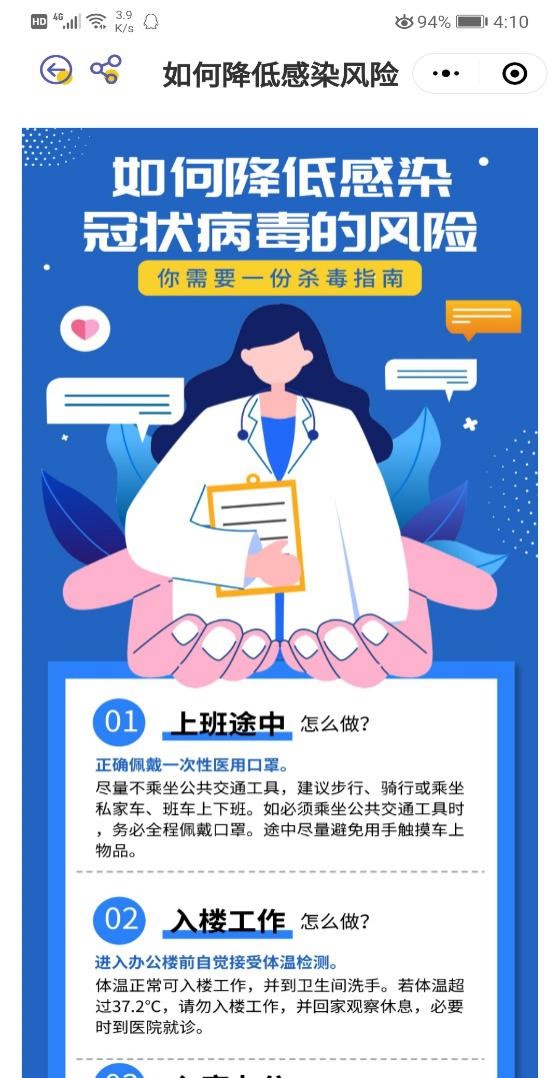 HD 4G 3.9 K/s 94% 4:10
如何降低感染风险
如何降低感染
冠状病毒的风险
你需要一份杀毒指南
01 上班途中 怎么做?
正确佩戴一次性医用口罩。
尽量不乘坐公共交通工具，建议步行、骑行或乘坐
私家车、班车上下班。如必须乘坐公共交通工具时
，务必全程佩戴口罩。途中尽量避免用手触摸车上
物品。
02 入楼工作 怎么做?
进入办公楼前自觉接受体温检测。
体温正常可入楼工作，并到卫生间洗手。若体温超
过37.2°C，请勿入楼工作，并回家观察休息，必要
时到医院就诊。